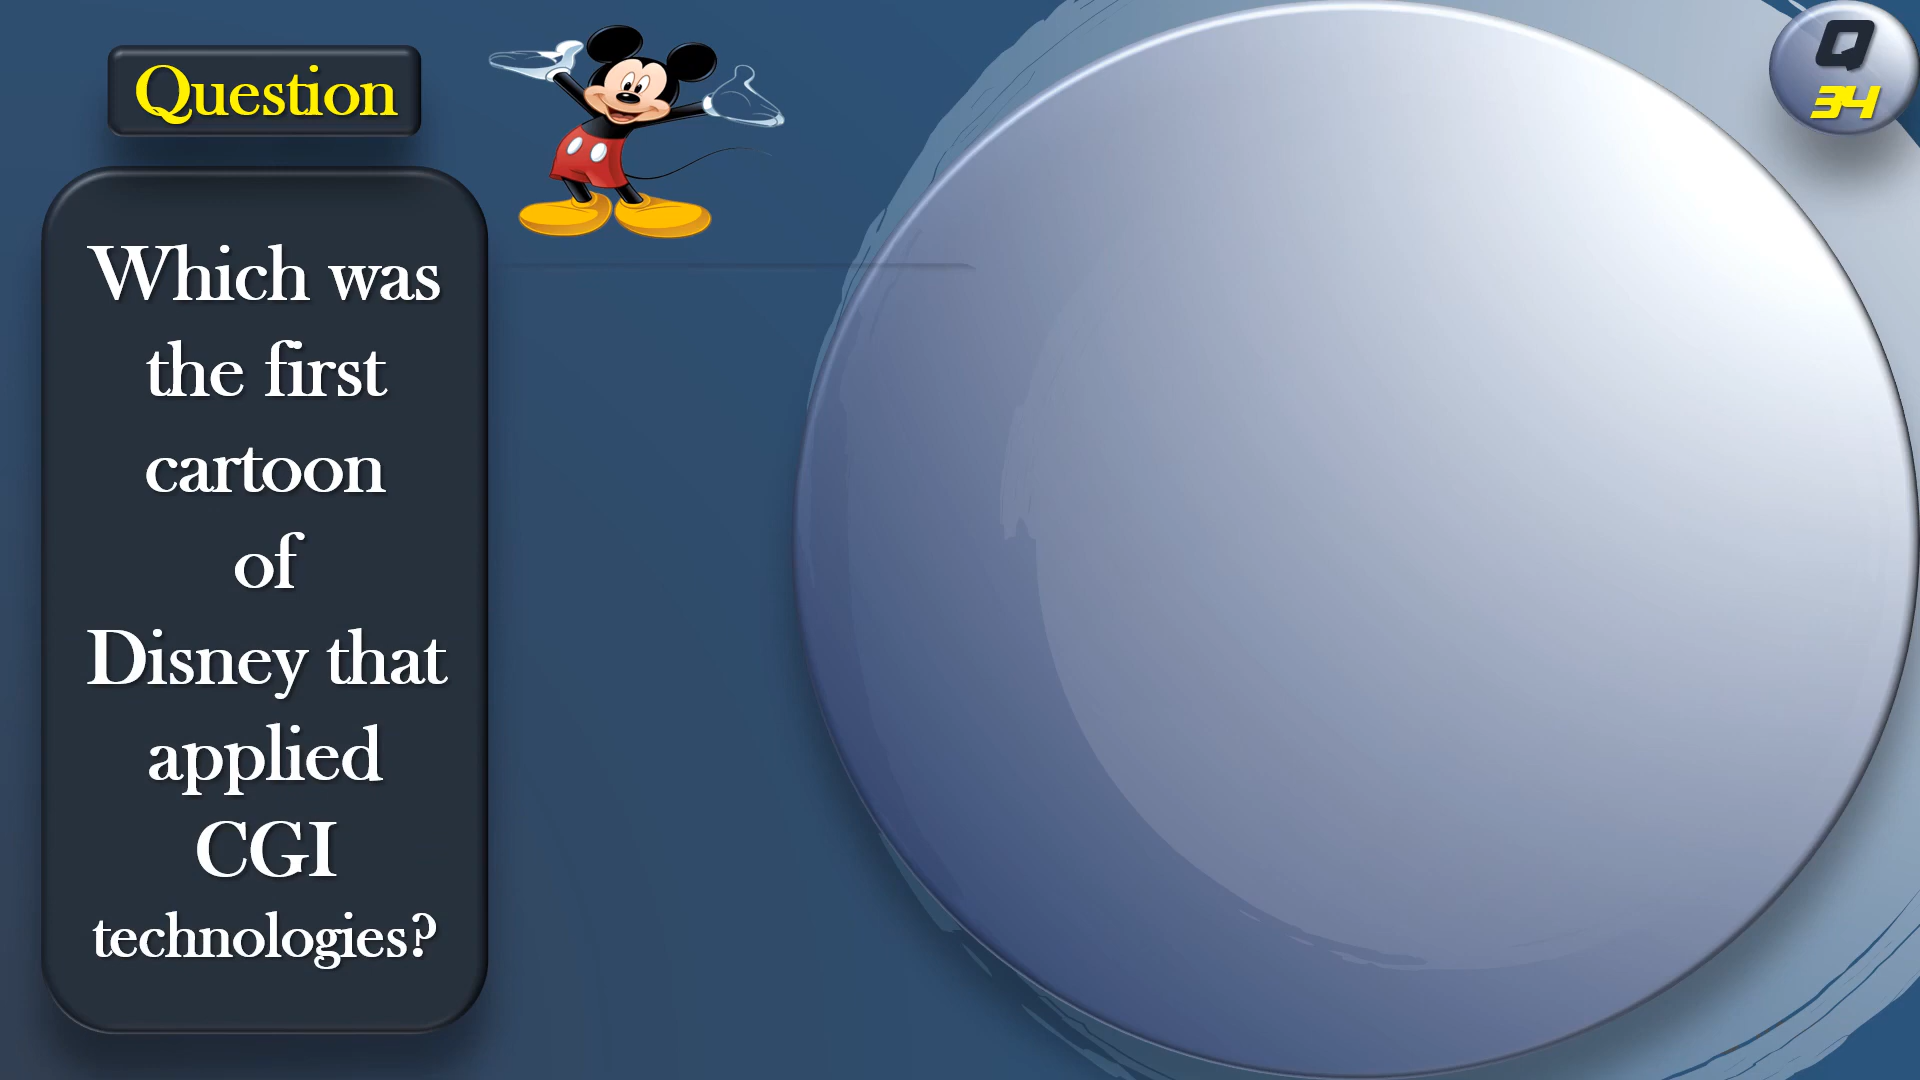 Question
Which was
the first
cartoon
of
Disney that
applied
CGI
technologies?
Q
34